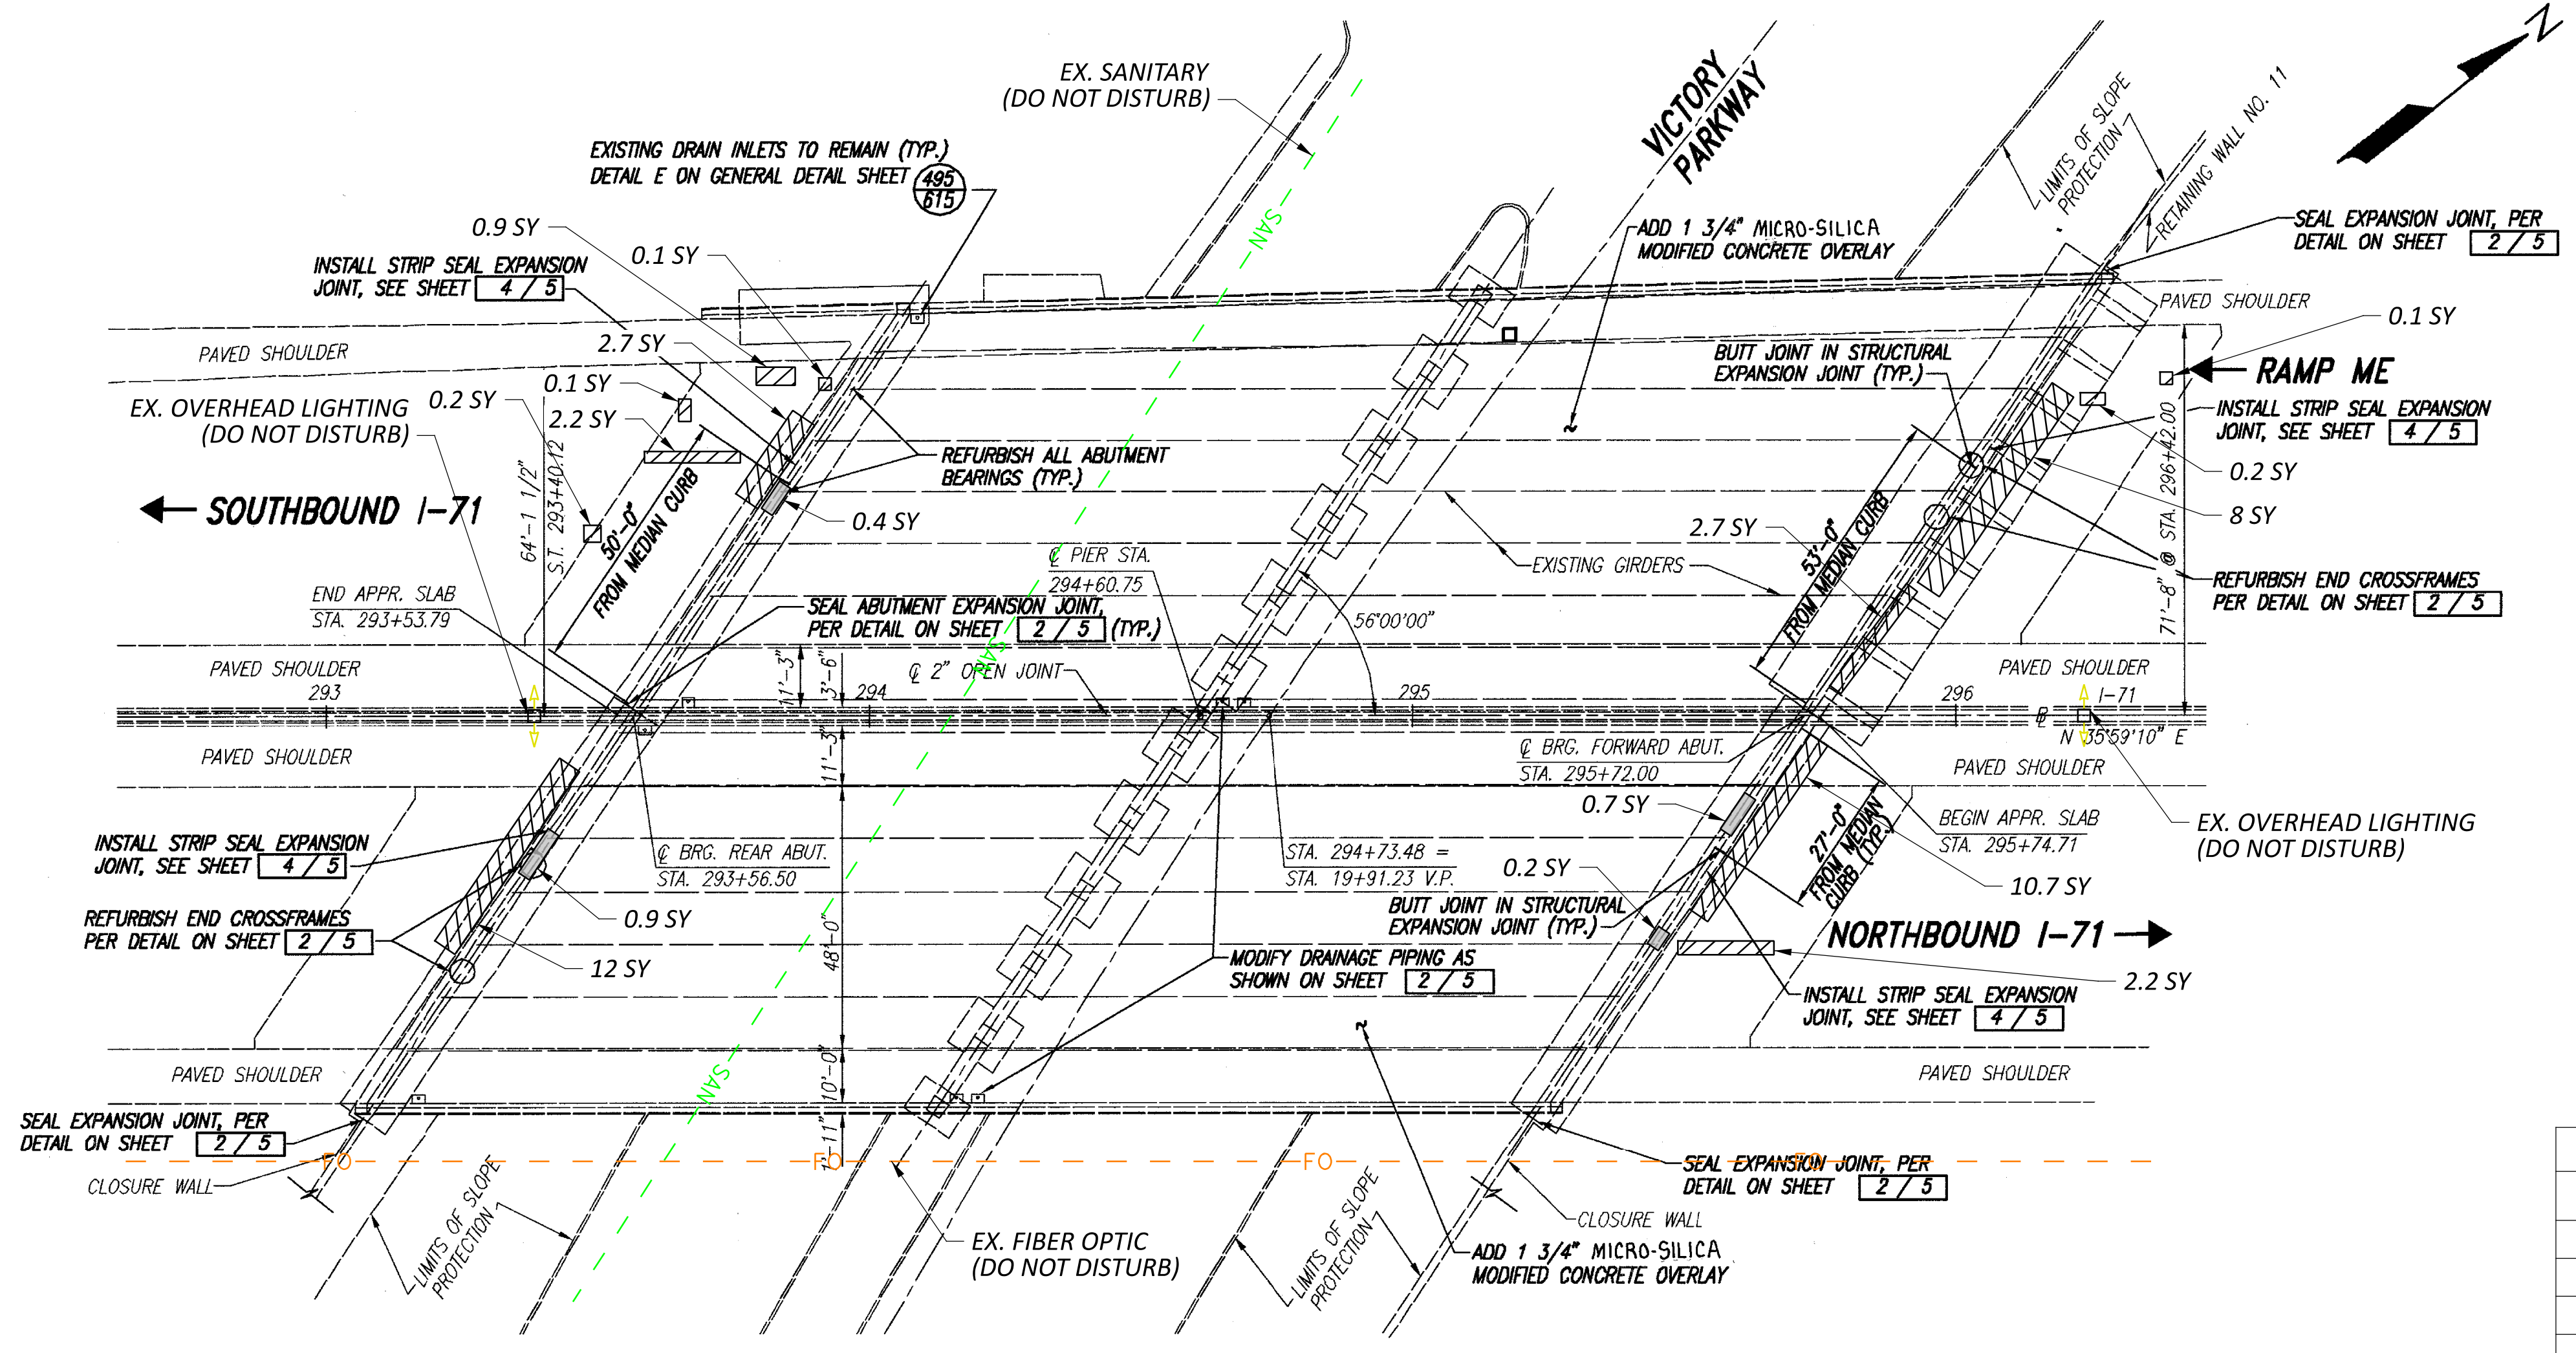 N
EX. SANITARY
(DO NOT DISTURB)
VICTORY
PARKWAY
LIMITS OF SLOPE
PROTECTION
RETAINING WALL NO. 11
EXISTING DRAIN INLETS TO REMAIN (TYP.)
DETAIL E ON GENERAL DETAIL SHEET
495
615
SAN
0.9 SY
0.1 SY
ADD 1 3/4" MICRO-SILICA
MODIFIED CONCRETE OVERLAY
SEAL EXPANSION JOINT, PER
DETAIL ON SHEET 2 / 5
INSTALL STRIP SEAL EXPANSION
JOINT, SEE SHEET 4 / 5
PAVED SHOULDER
PAVED SHOULDER
0.1 SY
2.7 SY
BUTT JOINT IN STRUCTURAL
EXPANSION JOINT (TYP.)
RAMP ME
0.1 SY
0.2 SY
EX. OVERHEAD LIGHTING
(DO NOT DISTURB)
2.2 SY
INSTALL STRIP SEAL EXPANSION
JOINT, SEE SHEET 4 / 5
REFURBISH ALL ABUTMENT
BEARINGS (TYP.)
0.2 SY
64'-1 1/2"
S.T. 293+40.12
50'-0"
FROM MEDIAN CURB
SOUTHBOUND I-71
0.4 SY
2.7 SY
8 SY
53'-0"
FROM MEDIAN CURB
71'-8" @ STA. 296+42.00
℄ PIER STA.
294+60.75
EXISTING GIRDERS
REFURBISH END CROSSFRAMES
PER DETAIL ON SHEET 2 / 5
END APPR. SLAB
STA. 293+53.79
SEAL ABUTMENT EXPANSION JOINT,
PER DETAIL ON SHEET 2 / 5 (TYP.)
56°00'00"
SAN
PAVED SHOULDER
℄ 2" OPEN JOINT
11'-3"
3'-6"
PAVED SHOULDER
293
294
295
296
I-71
N 35°59'10" E
PAVED SHOULDER
11'-3"
℄ BRG. FORWARD ABUT.
STA. 295+72.00
PAVED SHOULDER
0.7 SY
27'-0"
FROM MEDIAN
CURB (TYP.)
BEGIN APPR. SLAB
STA. 295+74.71
EX. OVERHEAD LIGHTING
(DO NOT DISTURB)
INSTALL STRIP SEAL EXPANSION
JOINT, SEE SHEET 4 / 5
℄ BRG. REAR ABUT.
STA. 293+56.50
STA. 294+73.48 =
STA. 19+91.23 V.P.
0.2 SY
10.7 SY
REFURBISH END CROSSFRAMES
PER DETAIL ON SHEET 2 / 5
0.9 SY
48'-0"
BUTT JOINT IN STRUCTURAL
EXPANSION JOINT (TYP.)
NORTHBOUND I-71
12 SY
MODIFY DRAINAGE PIPING AS
SHOWN ON SHEET 2 / 5
2.2 SY
INSTALL STRIP SEAL EXPANSION
JOINT, SEE SHEET 4 / 5
PAVED SHOULDER
SAN
10'-0"
PAVED SHOULDER
SEAL EXPANSION JOINT, PER
DETAIL ON SHEET 2 / 5
1'-11"
FO
FO
FO
FO
SEAL EXPANSION JOINT, PER
DETAIL ON SHEET 2 / 5
CLOSURE WALL
CLOSURE WALL
LIMITS OF SLOPE
PROTECTION
EX. FIBER OPTIC
(DO NOT DISTURB)
LIMITS OF SLOPE
PROTECTION
ADD 1 3/4" MICRO-SILICA
MODIFIED CONCRETE OVERLAY